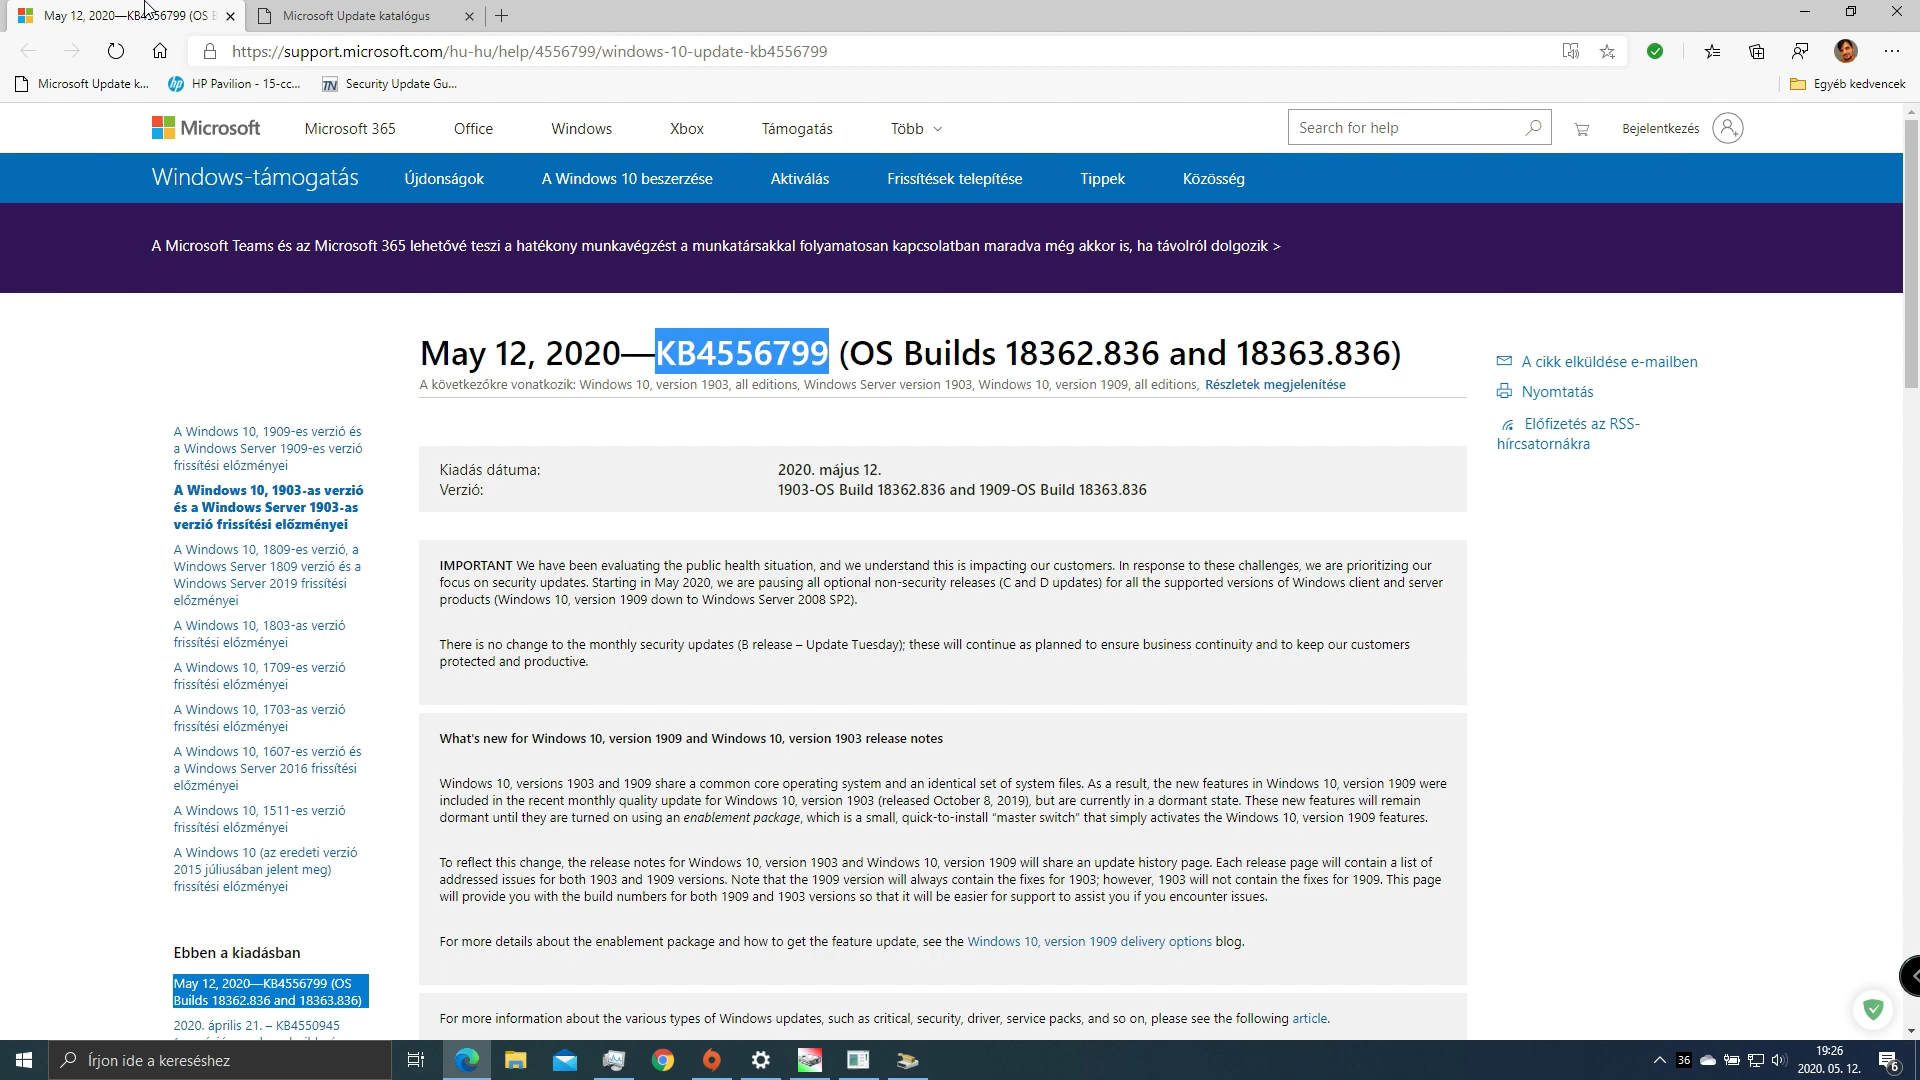 May 12, 2020—KB4556799 (OS B
Microsoft Update katalógus
https://support.microsoft.com/hu-hu/help/4556799/windows-10-update-kb4556799
Microsoft Update k...
HP Pavilion - 15-cc...
Security Update Gu...
Egyéb kedvencek
Microsoft
Microsoft 365
Office
Windows
Xbox
Támogatás
Több
Search for help
Bejelentkezés
Windows-támogatás
Újdonságok
A Windows 10 beszerzése
Aktiválás
Frissítések telepítése
Tippek
Közösség
A Microsoft Teams és az Microsoft 365 lehetővé teszi a hatékony munkavégzést a munkatársakkal folyamatosan kapcsolatban maradva még akkor is, ha távolról dolgozik >
May 12, 2020—KB4556799 (OS Builds 18362.836 and 18363.836)
A következőkre vonatkozik: Windows 10, version 1903, all editions, Windows Server version 1903, Windows 10, version 1909, all editions, Részletek megjelenítése
A cikk elküldése e-mailben
Nyomtatás
Előfizetés az RSS-
hírcsatornákra
A Windows 10, 1909-es verzió és
a Windows Server 1909-es verzió
frissítési előzményei
A Windows 10, 1903-as verzió
és a Windows Server 1903-as
verzió frissítési előzményei
A Windows 10, 1809-es verzió, a
Windows Server 1809 verzió és a
Windows Server 2019 frissítési
előzményei
A Windows 10, 1803-as verzió
frissítési előzményei
A Windows 10, 1709-es verzió
frissítési előzményei
A Windows 10, 1703-as verzió
frissítési előzményei
A Windows 10, 1607-es verzió és
a Windows Server 2016 frissítési
előzményei
A Windows 10, 1511-es verzió
frissítési előzményei
A Windows 10 (az eredeti verzió
2015 júliusában jelent meg)
frissítési előzményei
Ebben a kiadásban
May 12, 2020—KB4556799 (OS
Builds 18362.836 and 18363.836)
2020. április 21. – KB4550945
Kiadás dátuma:
2020. május 12.
Verzió:
1903-OS Build 18362.836 and 1909-OS Build 18363.836
IMPORTANT We have been evaluating the public health situation, and we understand this is impacting our customers. In response to these challenges, we are prioritizing our
focus on security updates. Starting in May 2020, we are pausing all optional non-security releases (C and D updates) for all the supported versions of Windows client and server
products (Windows 10, version 1909 down to Windows Server 2008 SP2).
There is no change to the monthly security updates (B release – Update Tuesday); these will continue as planned to ensure business continuity and to keep our customers
protected and productive.
What's new for Windows 10, version 1909 and Windows 10, version 1903 release notes
Windows 10, versions 1903 and 1909 share a common core operating system and an identical set of system files. As a result, the new features in Windows 10, version 1909 were
included in the recent monthly quality update for Windows 10, version 1903 (released October 8, 2019), but are currently in a dormant state. These new features will remain
dormant until they are turned on using an enablement package, which is a small, quick-to-install “master switch” that simply activates the Windows 10, version 1909 features.
To reflect this change, the release notes for Windows 10, version 1903 and Windows 10, version 1909 will share an update history page. Each release page will contain a list of
addressed issues for both 1903 and 1909 versions. Note that the 1909 version will always contain the fixes for 1903; however, 1903 will not contain the fixes for 1909. This page
will provide you with the build numbers for both 1909 and 1903 versions so that it will be easier for support to assist you if you encounter issues.
For more details about the enablement package and how to get the feature update, see the Windows 10, version 1909 delivery options blog.
For more information about the various types of Windows updates, such as critical, security, driver, service packs, and so on, please see the following article.
Írjon ide a kereséshez
36
19:26
2020. 05. 12.
6